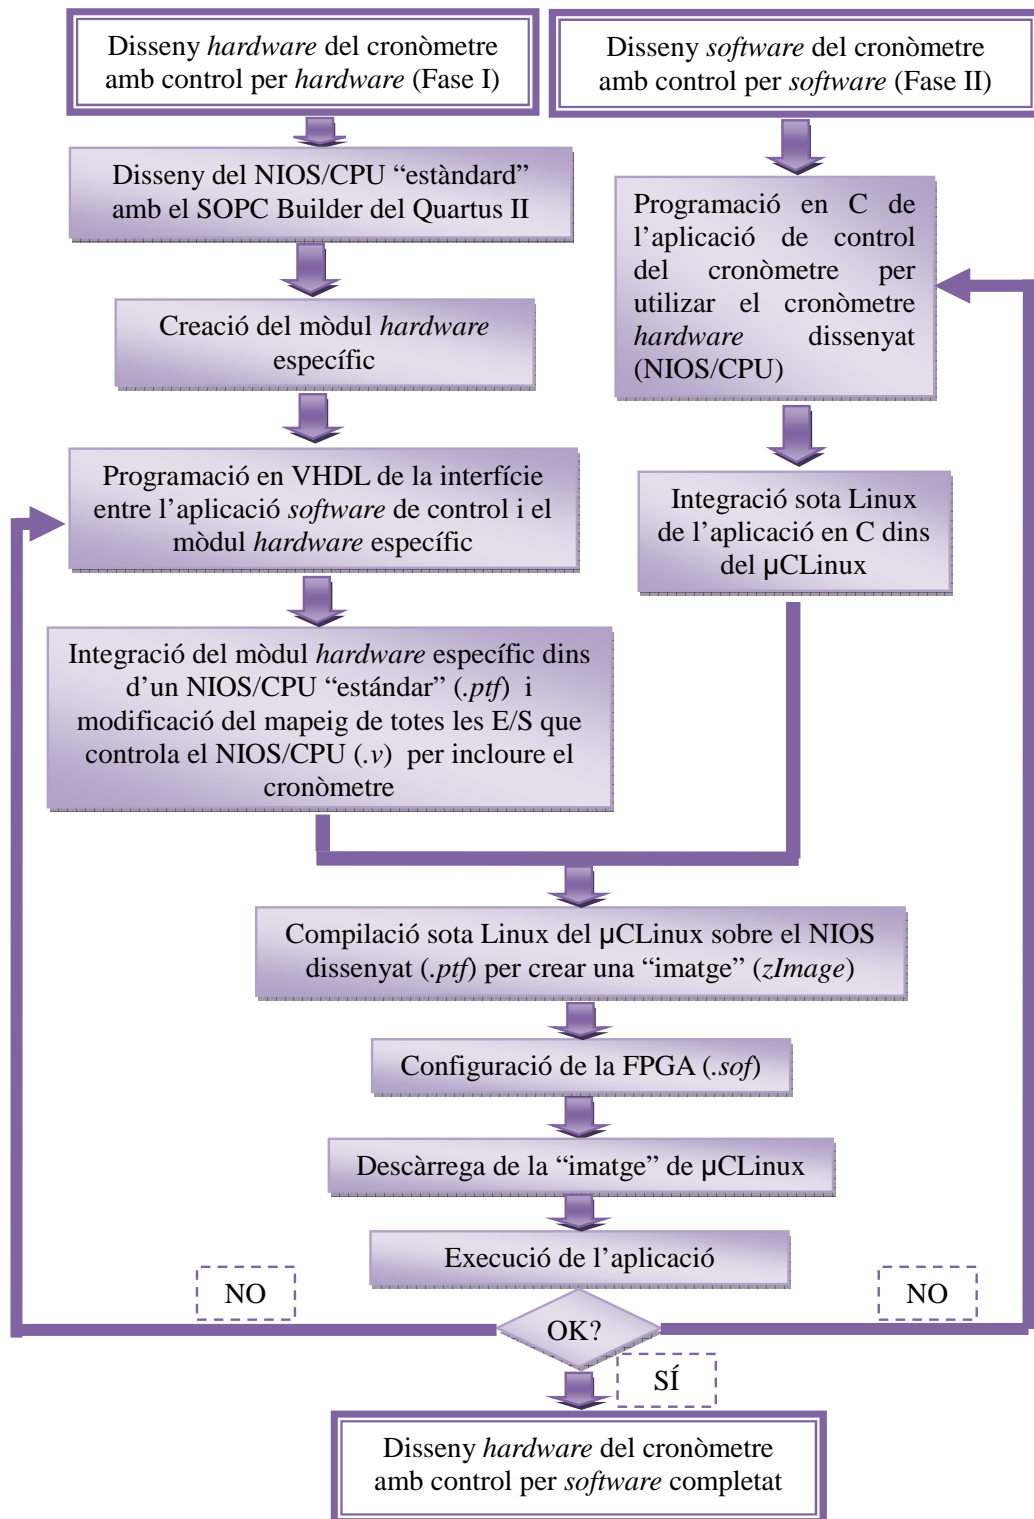 Disseny hardware del cronòmetre
amb control per hardware (Fase I)
Disseny software del cronòmetre
amb control per software (Fase II)
Disseny del NIOS/CPU “estàndard”
amb el SOPC Builder del Quartus II
Programació en C de
l’aplicació de control
del cronòmetre per
utilizar el cronòmetre
hardware dissenyat
(NIOS/CPU)
Creació del mòdul hardware
específic
Programació en VHDL de la interfície
entre l’aplicació software de control i el
mòdul hardware específic
Integració sota Linux
de l’aplicació en C dins
del µCLinux
Integració del mòdul hardware específic dins
d’un NIOS/CPU “estándar” (.ptf) i
modificació del mapeig de totes les E/S que
controla el NIOS/CPU (.v) per incloure el
cronòmetre
Compilació sota Linux del µCLinux sobre el NIOS
dissenyat (.ptf) per crear una “imatge” (zImage)
Configuració de la FPGA (.sof)
Descàrrega de la “imatge” de µCLinux
Execució de l’aplicació
NO
NO
OK?
SÍ
Disseny hardware del cronòmetre
amb control per software completat